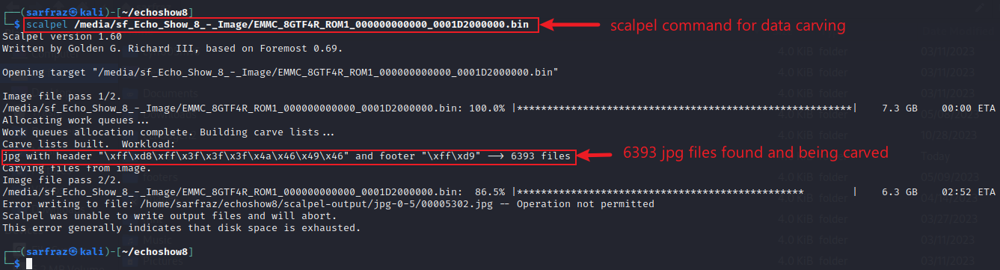 ┌──(sarfraz㉿kali)-[~/echoshow8]
└─$ scalpel /media/sf_Echo_Show_8_-_Image/EMMC_8GTF4R_ROM1_000000000000_0001D2000000.bin
scalpel command for data carving
Scalpel version 1.60
Written by Golden G. Richard III, based on Foremost 0.69.
Opening target "/media/sf_Echo_Show_8_-_Image/EMMC_8GTF4R_ROM1_000000000000_0001D2000000.bin"
Image file pass 1/2.
/media/sf_Echo_Show_8_-_Image/EMMC_8GTF4R_ROM1_000000000000_0001D2000000.bin: 100.0% |*********************************************************| 7.3 GB 00:00 ETA
Allocating work queues...
Work queues allocation complete. Building carve lists...
Carve lists built. Workload:
jpg with header "\xff\xd8\xff\x3f\x3f\x3f\x4a\x46\x49\x46" and footer "\xff\xd9" --> 6393 files
6393 jpg files found and being carved
Carving files from image.
Image file pass 2/2.
/media/sf_Echo_Show_8_-_Image/EMMC_8GTF4R_ROM1_000000000000_0001D2000000.bin: 86.5% |************************************************* | 6.3 GB 02:52 ETA
Error writing to file: /home/sarfraz/echoshow8/scalpel-output/jpg-0-5/00005302.jpg -- Operation not permitted
Scalpel was unable to write output files and will abort.
This error generally indicates that disk space is exhausted.
┌──(sarfraz㉿kali)-[~/echoshow8]
└─$